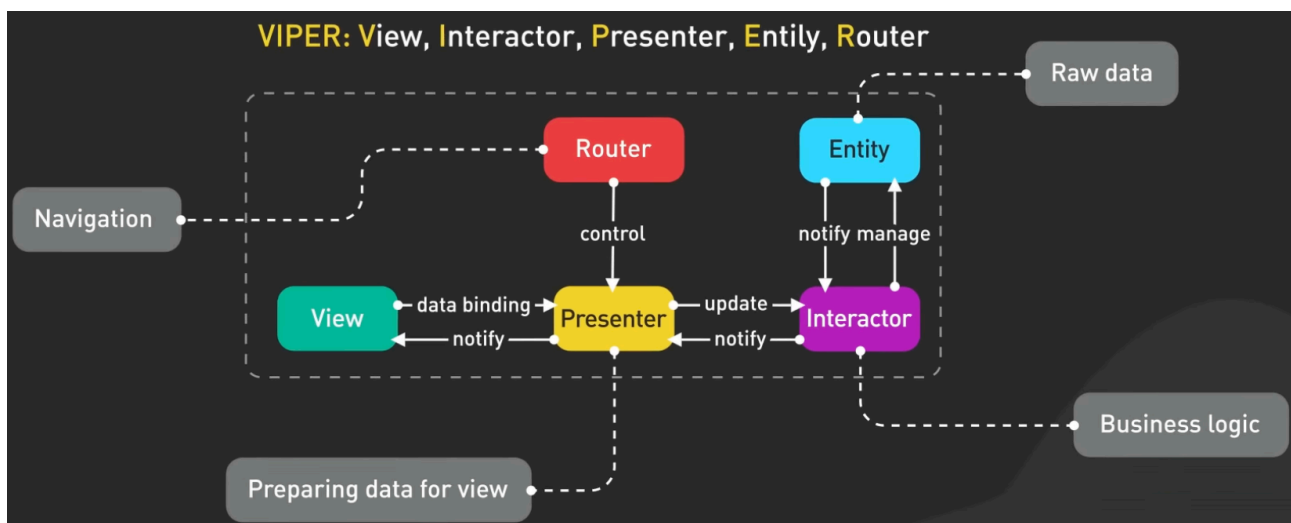 VIPER: View, Interactor, Presenter, Entily, Router
Raw data
Router
Entity
Navigation
control
notify manage
View
data binding
Presenter
update
Interactor
notify
notify
Business logic
Preparing data for view